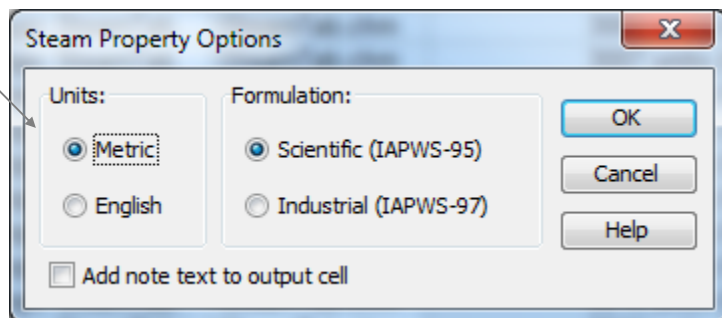 Steam Property Options
Units:
Metric
English
Formulation:
Scientific (IAPWS-95)
Industrial (IAPWS-97)
OK
Cancel
Help
Add note text to output cell